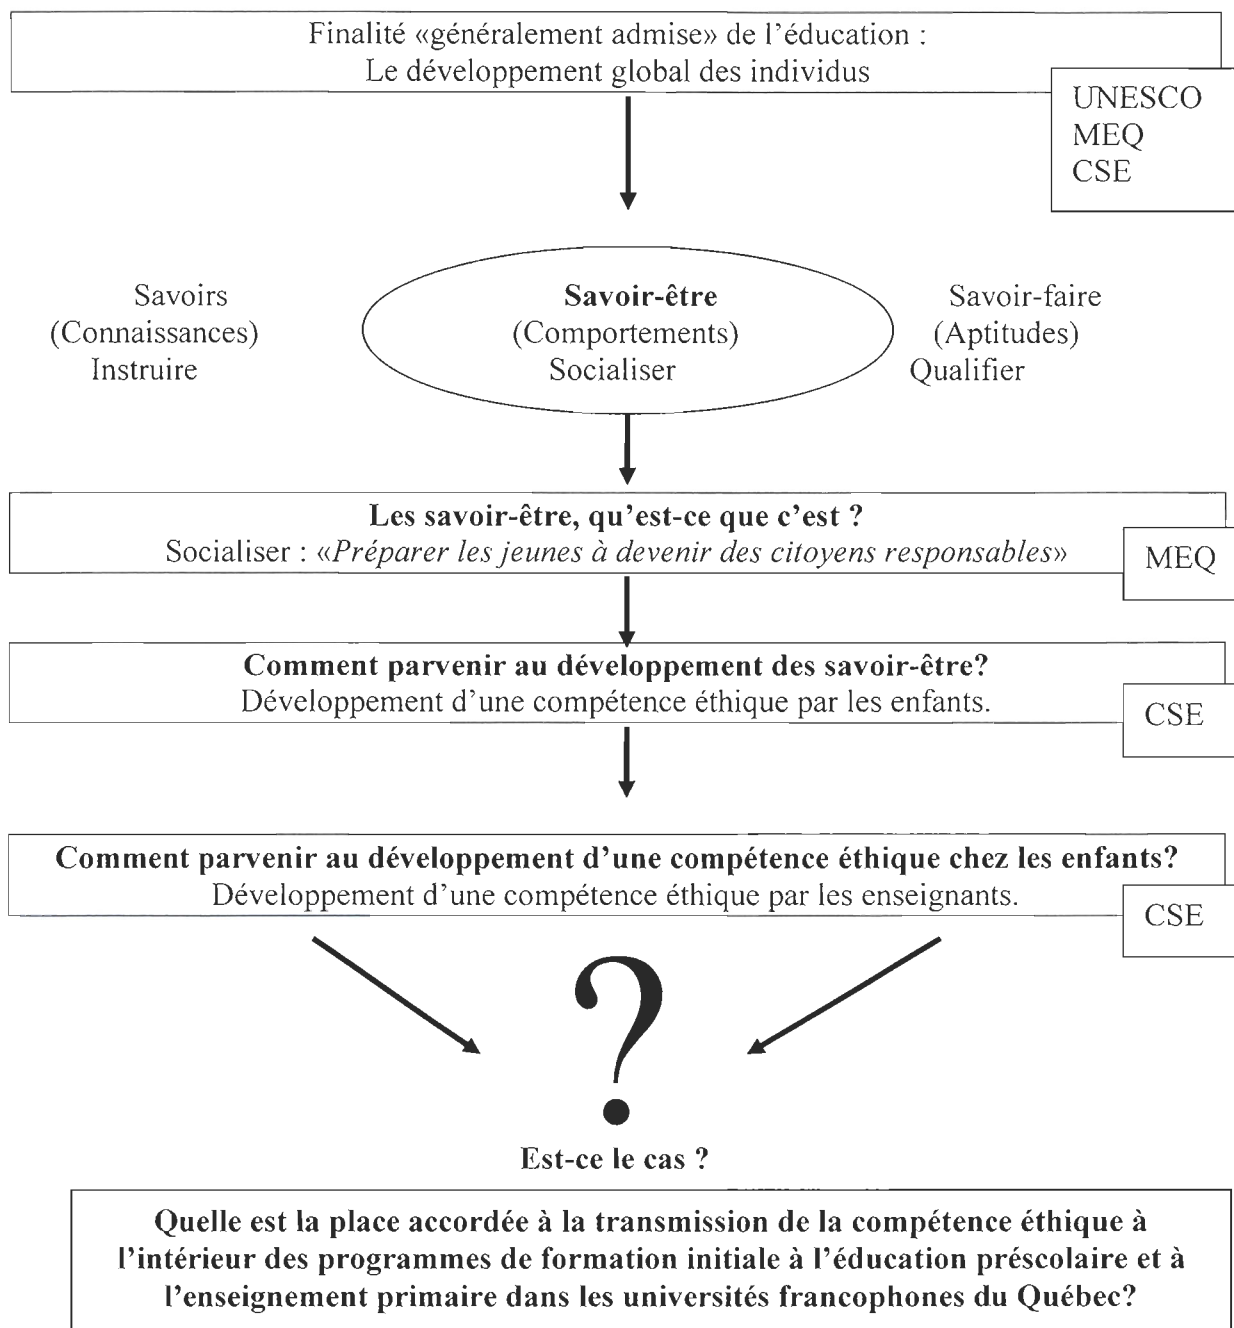 Finalité «généralement admise» de l'éducation :
Le développement global des individus
UNESCO
MEQ
CSE
Savoirs
(Connaissances)
Instruire
Savoir-être
(Comportements)
Socialiser
Savoir-faire
(Aptitudes)
Qualifier
Les savoir-être, qu'est-ce que c'est ?
Socialiser : «Préparer les jeunes à devenir des citoyens responsables»
MEQ
Comment parvenir au développement des savoir-être?
Développement d'une compétence éthique par les enfants.
CSE
Comment parvenir au développement d'une compétence éthique chez les enfants?
Développement d'une compétence éthique par les enseignants.
CSE
?
Est-ce le cas ?
Quelle est la place accordée à la transmission de la compétence éthique à
l'intérieur des programmes de formation initiale à l'éducation préscolaire et à
l'enseignement primaire dans les universités francophones du Québec?